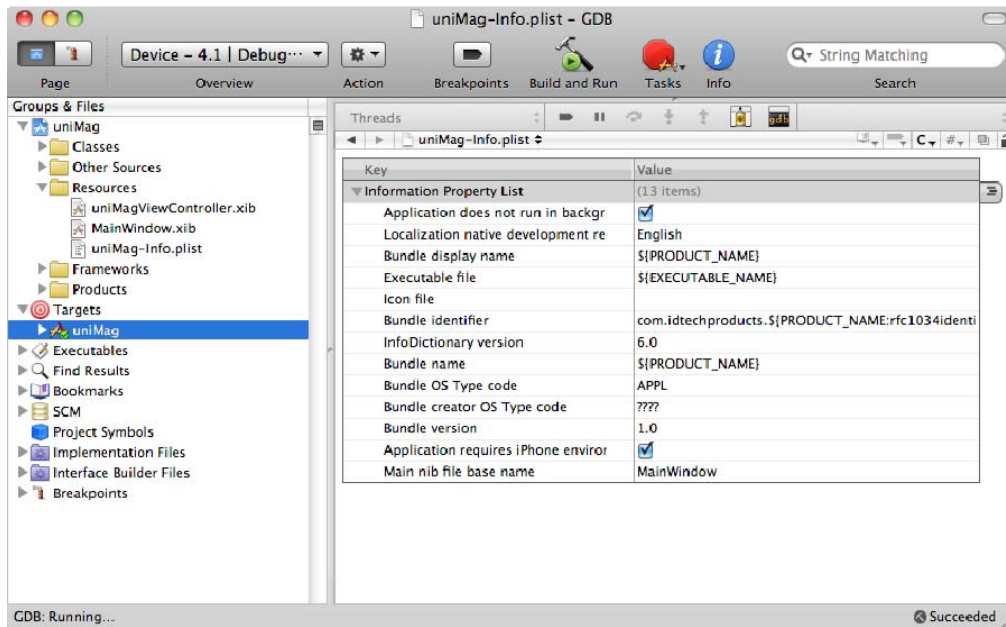 uniMag-Info.plist - GDB
Device - 4.1 | Debug...
String Matching
Page
Overview
Action
Breakpoints
Build and Run
Tasks
Info
Search
Groups & Files
uniMag
Classes
Other Sources
Resources
uniMagViewController.xib
MainWindow.xib
uniMag-Info.plist
Frameworks
Products
Targets
uniMag
Executables
Find Results
Bookmarks
SCM
Project Symbols
Implementation Files
Interface Builder Files
Breakpoints
Threads
gdb
uniMag-Info.plist
C
#
Key Value
Information Property List (13 items)
Application does not run in backgr
Localization native development re English
Bundle display name ${PRODUCT_NAME}
Executable file ${EXECUTABLE_NAME}
Icon file
Bundle identifier com.idtechproducts.${PRODUCT_NAME:rfc1034identi
InfoDictionary version 6.0
Bundle name ${PRODUCT_NAME}
Bundle OS Type code APPL
Bundle creator OS Type code ????
Bundle version 1.0
Application requires iPhone enviror
Main nib file base name MainWindow
GDB: Running...
Succeeded